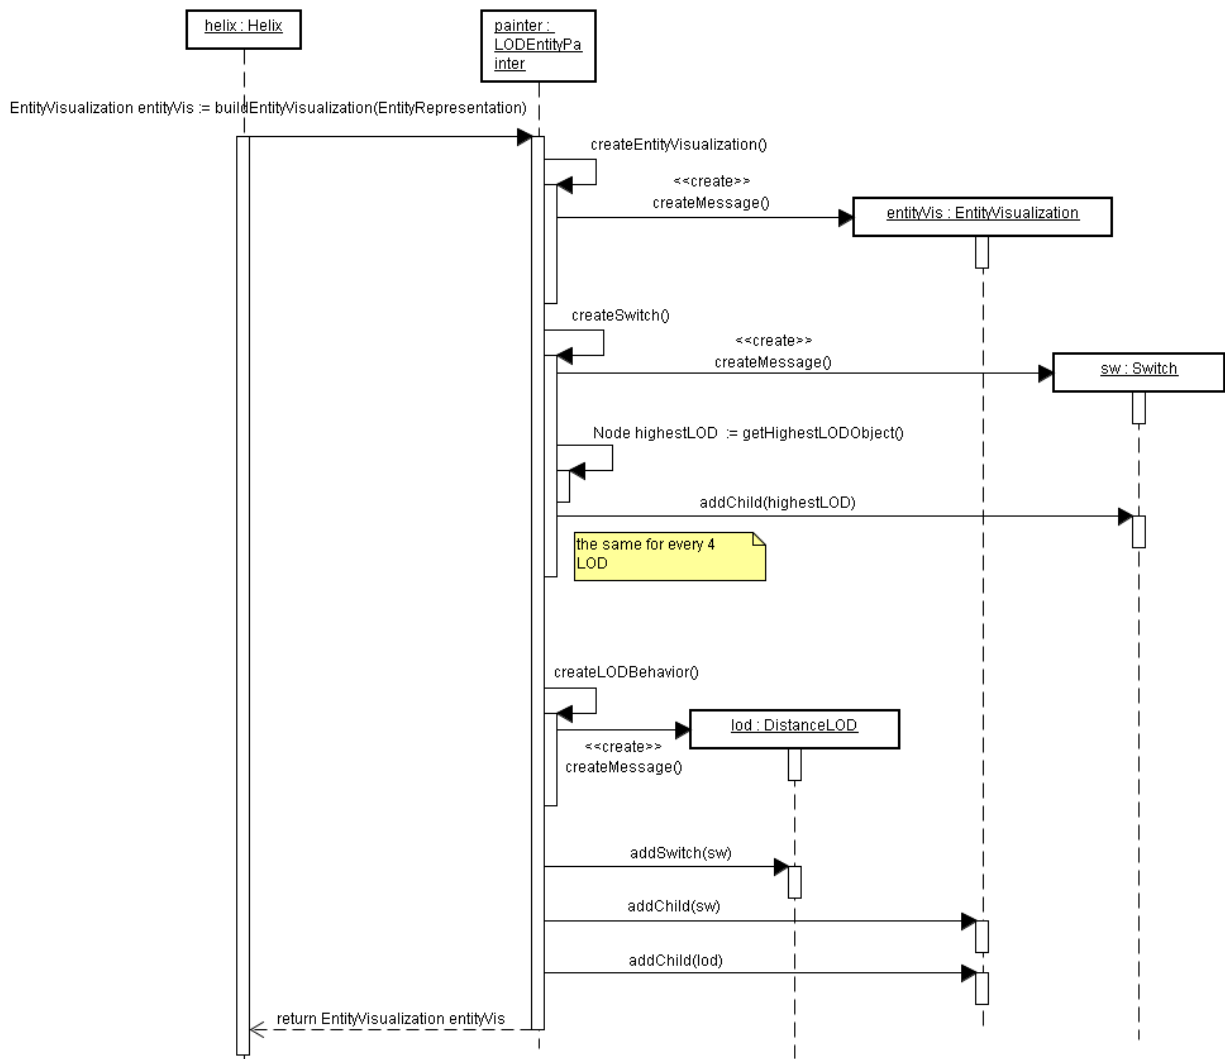 helix : Helix
painter :
LODEntityPa
inter
EntityVisualization entityVis := buildEntityVisualization(EntityRepresentation)
createEntityVisualization()
<<create>>
createMessage()
entityVis : EntityVisualization
createSwitch()
<<create>>
createMessage()
sw : Switch
Node highestLOD := getHighestLODObject()
addChild(highestLOD)
the same for every 4
LOD
createLODBehavior()
lod : DistanceLOD
<<create>>
createMessage()
addSwitch(sw)
addChild(sw)
addChild(lod)
return EntityVisualization entityVis